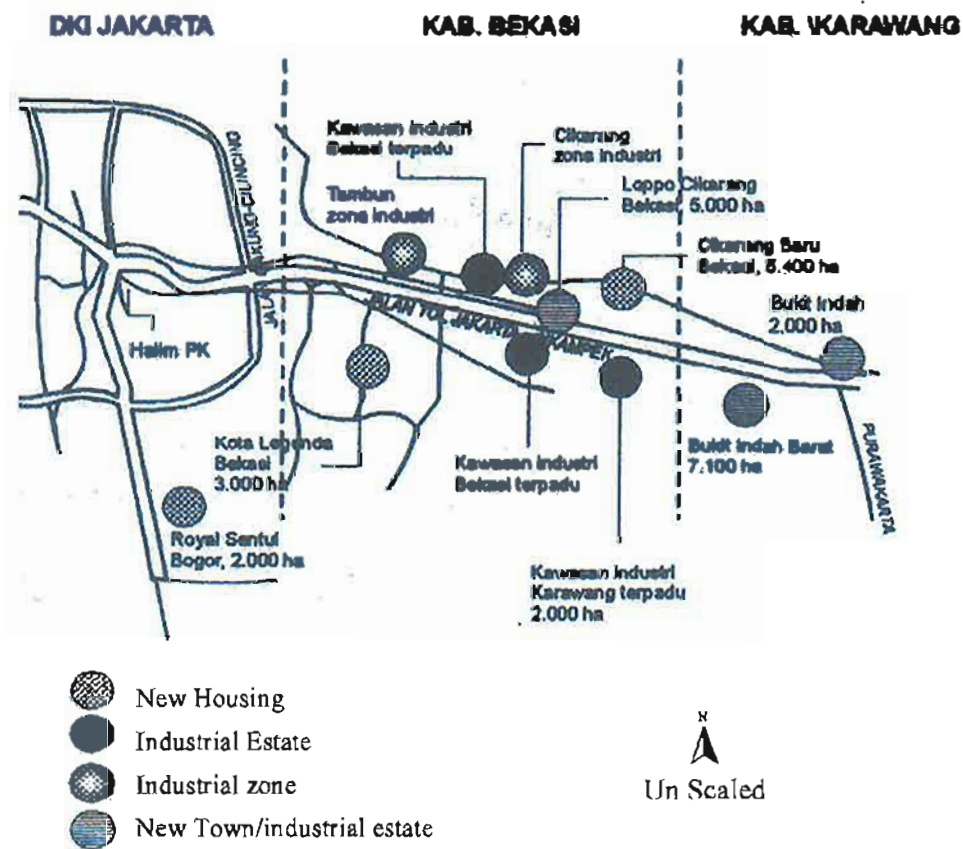 DKI JAKARTA
KAB. BEKASI
KAB. KARAWANG
Kawasan Industri
Bekasi terpadu
Cikarang
zona industri
Tambun
zona industri
Loppo Cikarang
Bekasi, 5.000 ha
Cikarang Baru
Bekasi, 5.400 ha
Bukit Indah
2,000 ha
CILINCING
JALAN TOL JAKARTA
KAMPEK
Halim PK
Kota Legenda
Bekasi
3.000 ha
Kawasan Industri
Bekasi terpadu
Bukit Indah Barat
7.100 ha
PURAWAKARTA
Royal Sentul
Bogor, 2.000 ha
Kawasan Industri
Karawang terpadu
2.000 ha
New Housing
Industrial Estate
Industrial zone
New Town/industrial estate
N
Un Scaled